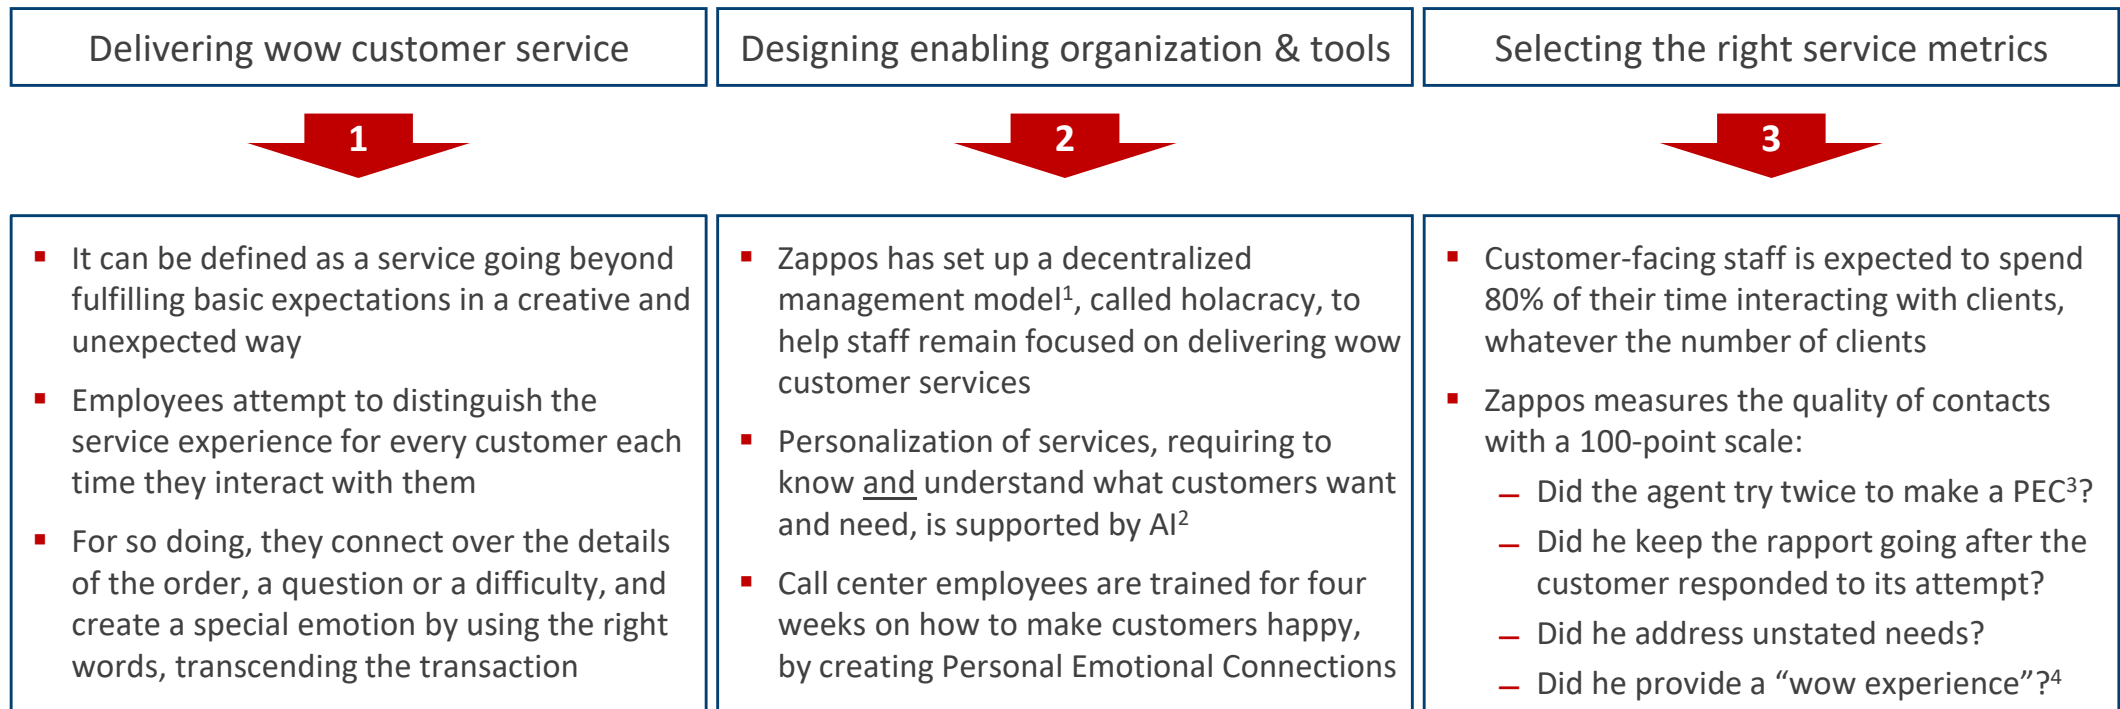 Delivering wow customer service
Designing enabling organization & tools
Selecting the right service metrics
1
2
3
▪ It can be defined as a service going beyond
fulfilling basic expectations in a creative and
unexpected way
▪ Employees attempt to distinguish the
service experience for every customer each
time they interact with them
▪ For so doing, they connect over the details
of the order, a question or a difficulty, and
create a special emotion by using the right
words, transcending the transaction
▪ Zappos has set up a decentralized
management model¹, called holacracy, to
help staff remain focused on delivering wow
customer services
▪ Personalization of services, requiring to
know and understand what customers want
and need, is supported by AI²
▪ Call center employees are trained for four
weeks on how to make customers happy,
by creating Personal Emotional Connections
▪ Customer-facing staff is expected to spend
80% of their time interacting with clients,
whatever the number of clients
▪ Zappos measures the quality of contacts
with a 100-point scale:
– Did the agent try twice to make a PEC³?
– Did he keep the rapport going after the
customer responded to its attempt?
– Did he address unstated needs?
– Did he provide a “wow experience”?⁴